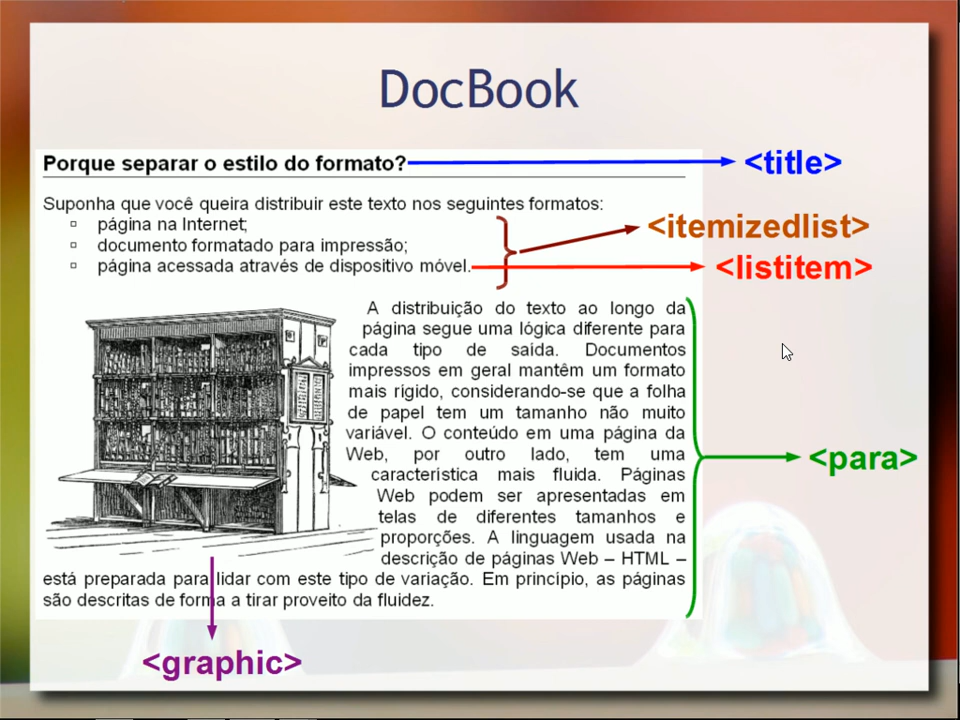 DocBook
Porque separar o estilo do formato?
<title>
Suponha que você queira distribuir este texto nos seguintes formatos:
página na Internet;
<itemizedlist>
documento formatado para impressão;
página acessada através de dispositivo móvel.
<listitem>
A distribuição do texto ao longo da
página segue uma lógica diferente para
cada tipo de saída. Documentos
impressos em geral mantêm um formato
mais rígido, considerando-se que a folha
de papel tem um tamanho não muito
variável. O conteúdo em uma página da
Web, por outro lado, tem uma
característica mais fluida. Páginas
Web podem ser apresentadas em
telas de diferentes tamanhos e
proporções. A linguagem usada na
descrição de páginas Web – HTML –
está preparada para lidar com este tipo de variação. Em princípio, as páginas
são descritas de forma a tirar proveito da fluidez.
<para>
<graphic>